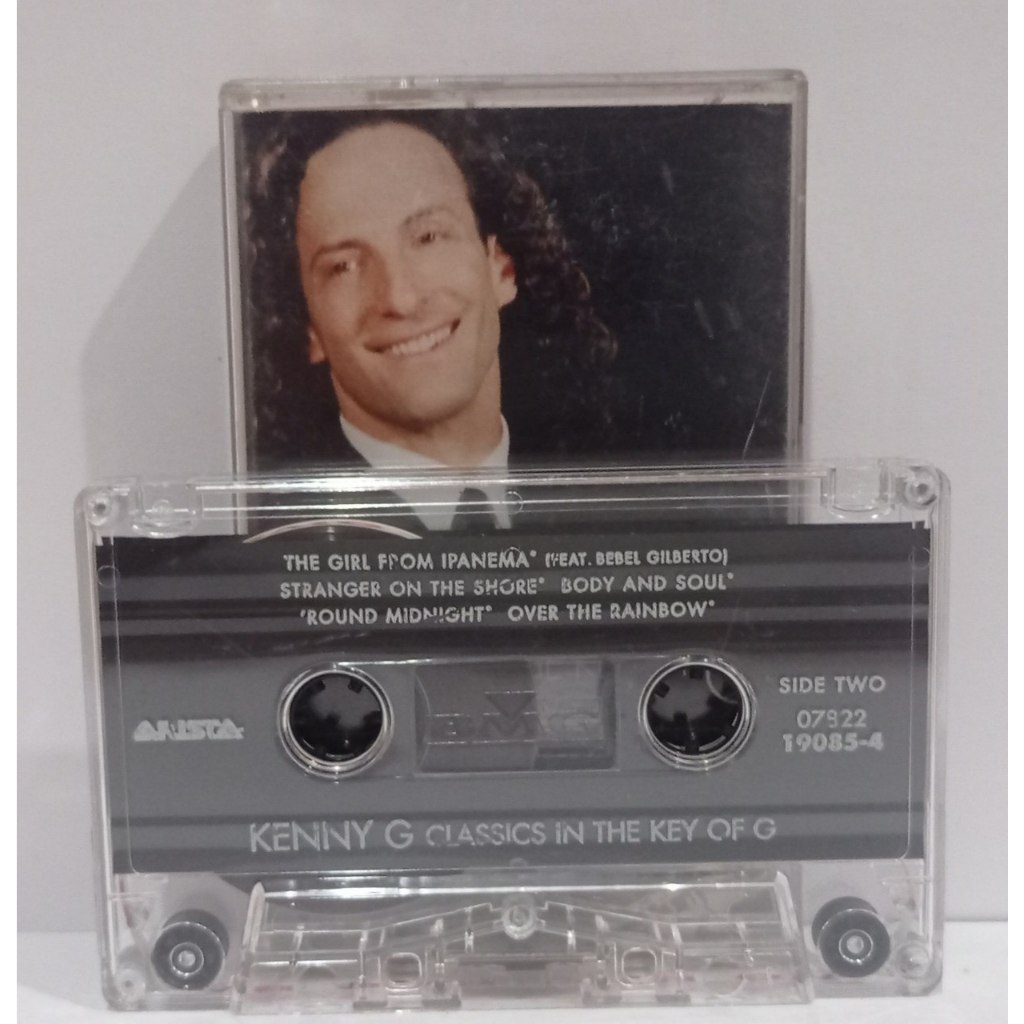 THE GIRL FROM IPANEMA* (FEAT. BEBEL GILBERTO)
STRANGER ON THE SHORE* BODY AND SOUL*
'ROUND MIDNIGHT* OVER THE RAINBOW*
SIDE TWO
ARISTA
07822
19085-4
KENNY G CLASSICS IN THE KEY OF G